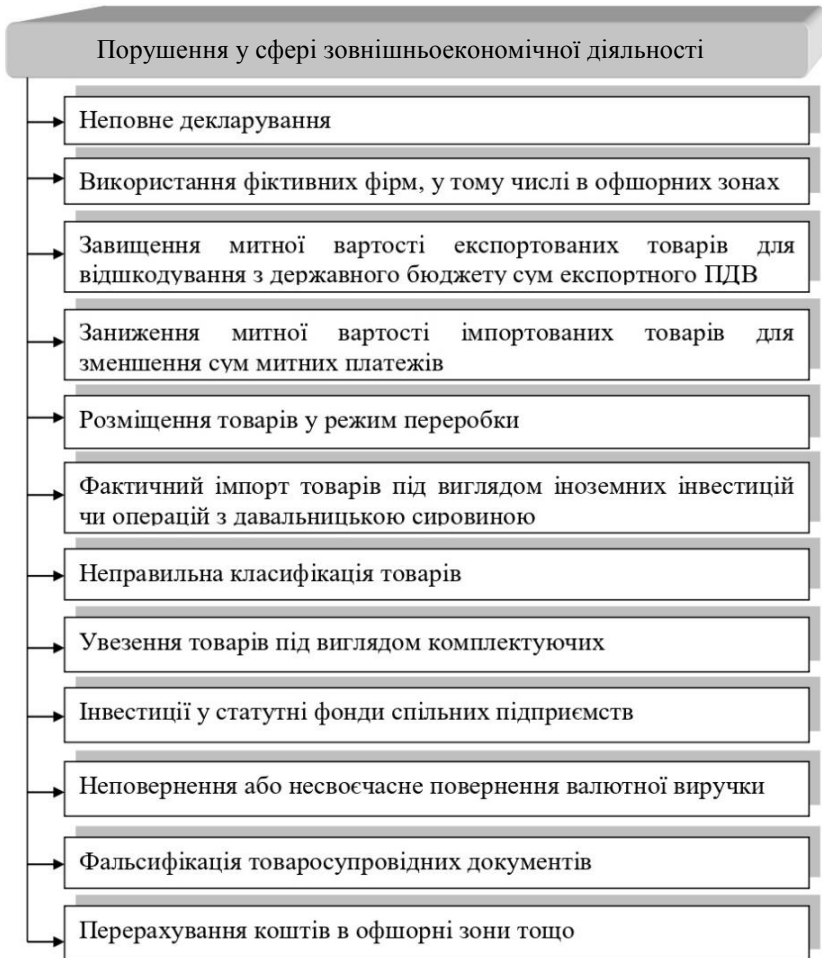 Порушення у сфері зовнішньоекономічної діяльності
Неповне декларування
Використання фіктивних фірм, у тому числі в офшорних зонах
Завищення митної вартості експортованих товарів для
відшкодування з державного бюджету сум експортного ПДВ
Заниження митної вартості імпортованих товарів для
зменшення сум митних платежів
Розміщення товарів у режим переробки
Фактичний імпорт товарів під виглядом іноземних інвестицій
чи операцій з давальницькою сировиною
Неправильна класифікація товарів
Увезення товарів під виглядом комплектуючих
Інвестиції у статутні фонди спільних підприємств
Неповернення або несвоєчасне повернення валютної виручки
Фальсифікація товаросупровідних документів
Перерахування коштів в офшорні зони тощо